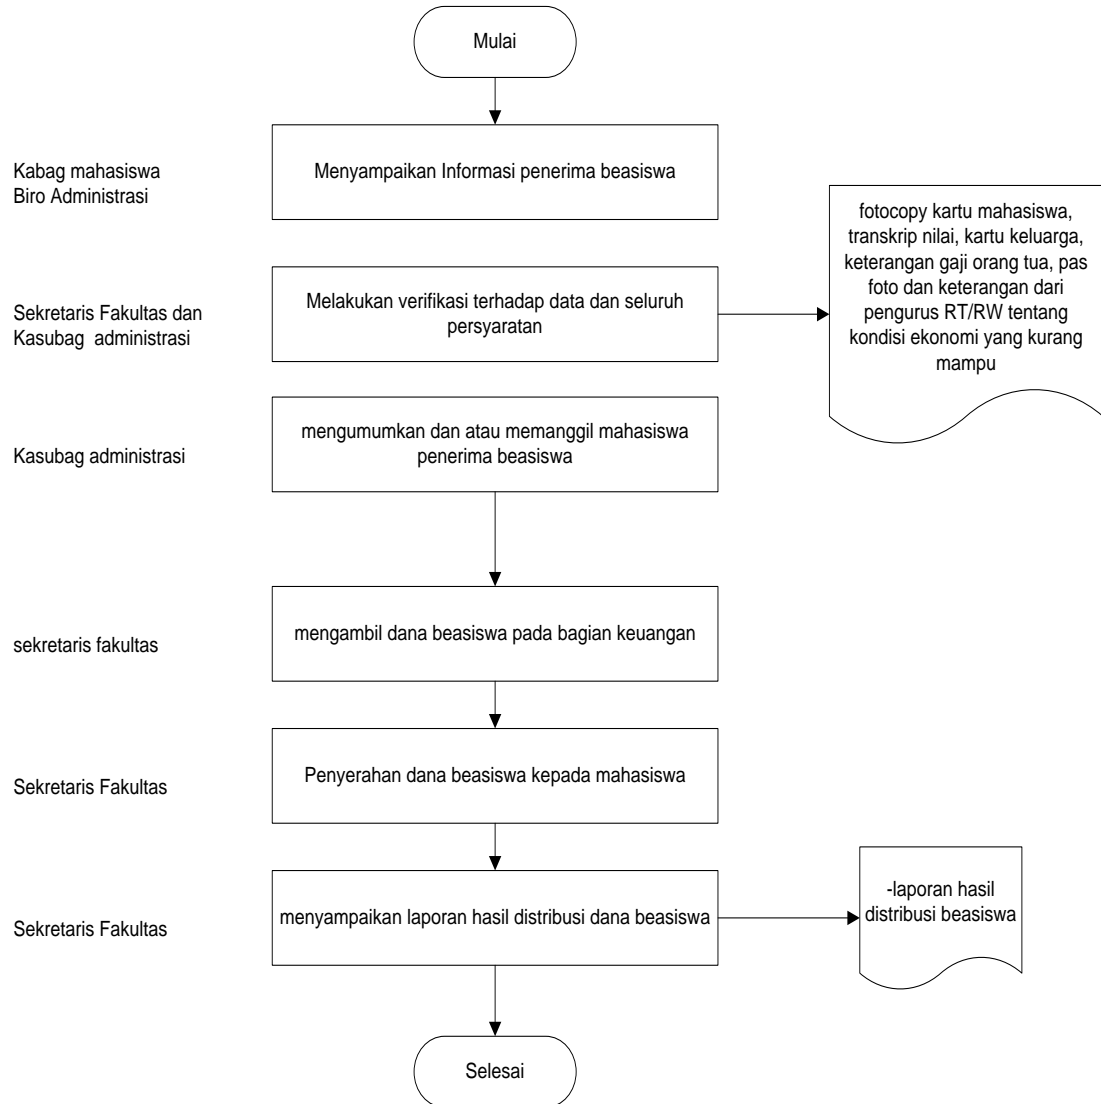 Mulai
Kabag mahasiswa
Biro Administrasi
Menyampaikan Informasi penerima beasiswa
fotocopy kartu mahasiswa,
transkrip nilai, kartu keluarga,
keterangan gaji orang tua, pas
foto dan keterangan dari
pengurus RT/RW tentang
kondisi ekonomi yang kurang
mampu
Sekretaris Fakultas dan
Kasubag  administrasi
Melakukan verifikasi terhadap data dan seluruh
persyaratan
Kasubag administrasi
mengumumkan dan atau memanggil mahasiswa
penerima beasiswa
sekretaris fakultas
mengambil dana beasiswa pada bagian keuangan
Sekretaris Fakultas
Penyerahan dana beasiswa kepada mahasiswa
Sekretaris Fakultas
menyampaikan laporan hasil distribusi dana beasiswa
-laporan hasil
distribusi beasiswa
Selesai